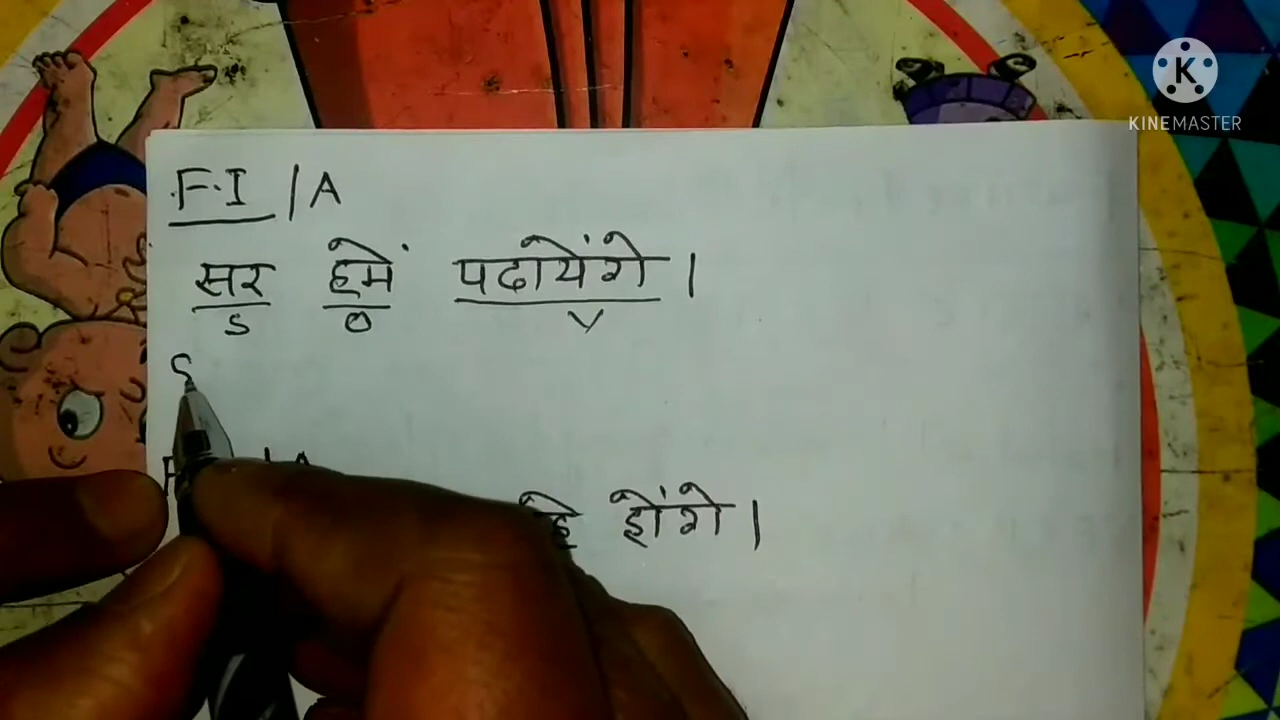 KINEMASTER
F.I / A
सर हमें पढायेंगे ।
S O V
S
होंगे ।